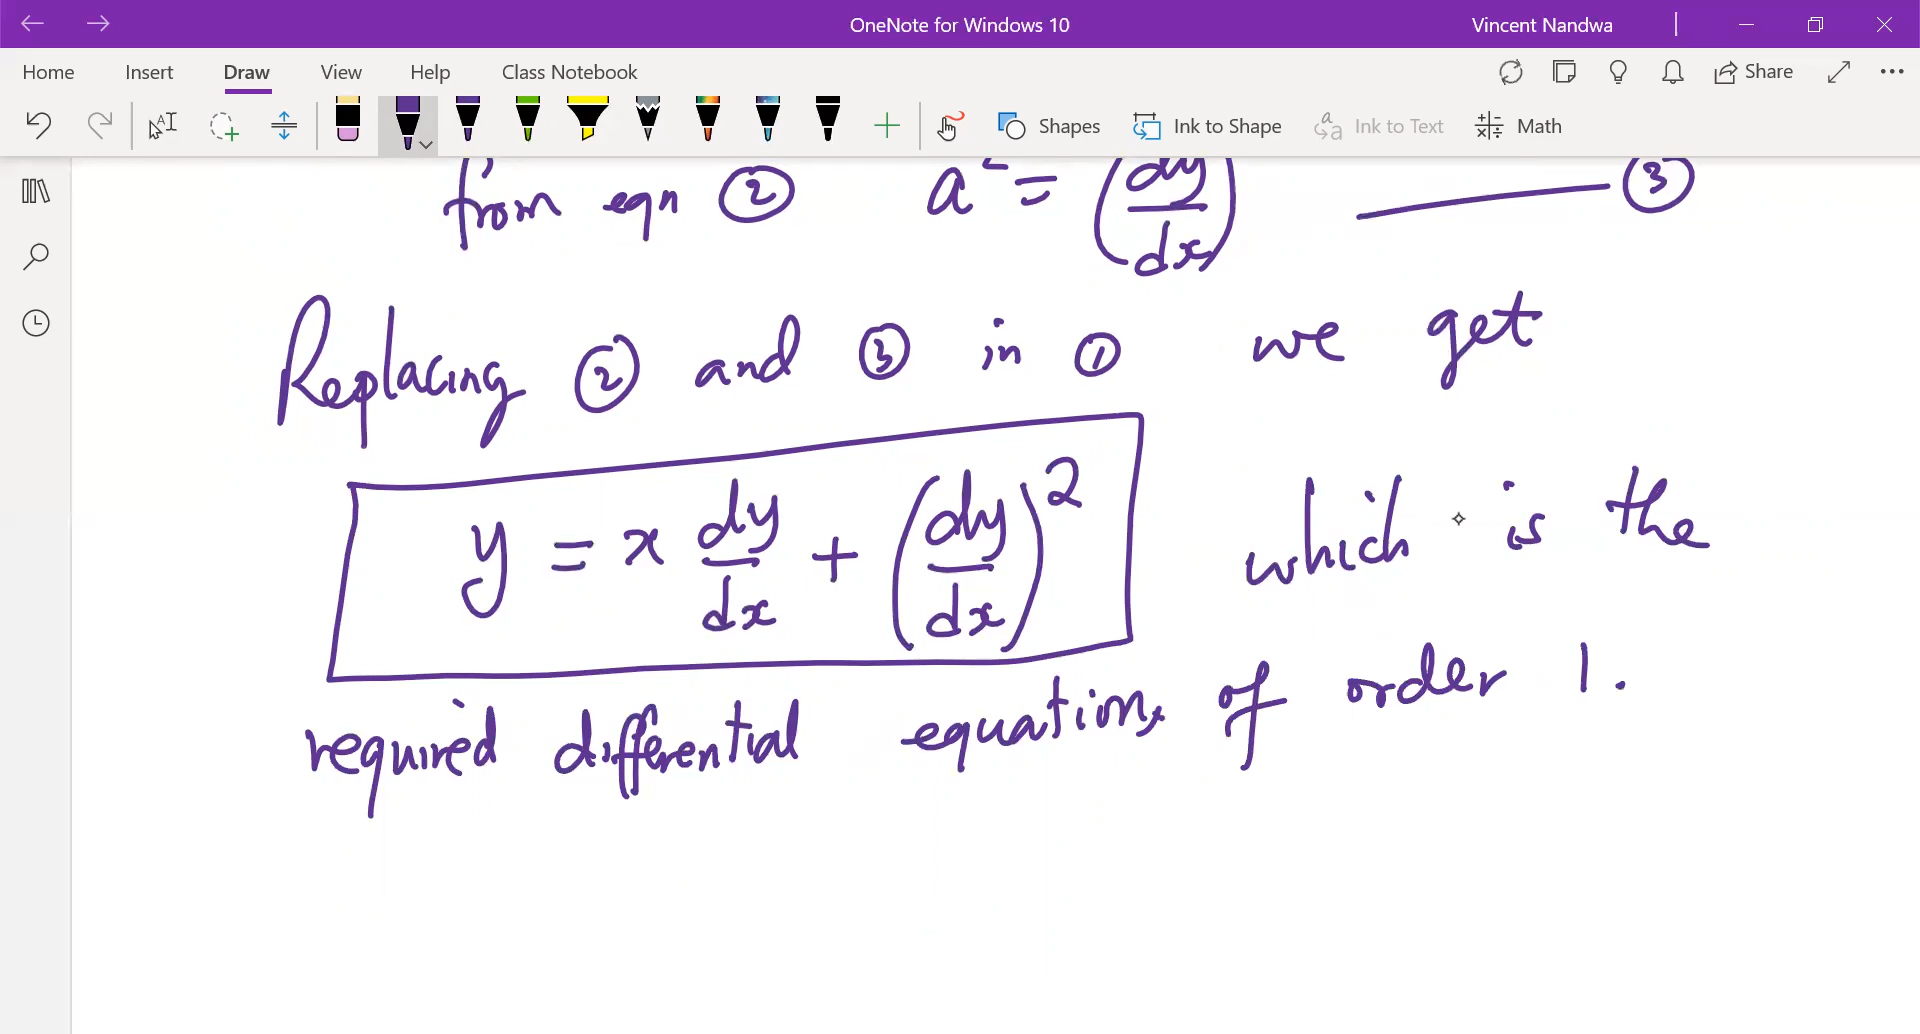 OneNote for Windows 10 Vincent Nandwa
Home Insert Draw View Help Class Notebook Share
Shapes Ink to Shape Ink to Text Math
from eqn ② a² = (dy/dx) ③
Replacing ② and ③ in ① we get
y = x dy/dx + (dy/dx)² which is the
required differential equation, of order 1.